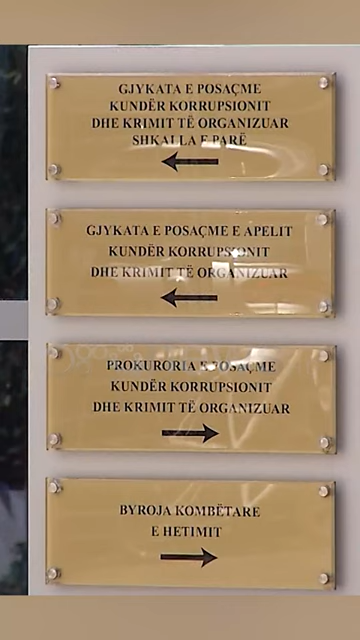 GJYKATA E POSAÇME
KUNDËR KORRUPSIONIT
DHE KRIMIT TË ORGANIZUAR
SHKALLA E PARË
GJYKATA E POSAÇME E APELIT
KUNDËR KORRUPSIONIT
DHE KRIMIT TË ORGANIZUAR
PROKURORIA E POSAÇME
KUNDËR KORRUPSIONIT
DHE KRIMIT TË ORGANIZUAR
BYROJA KOMBËTARE
E HETIMIT